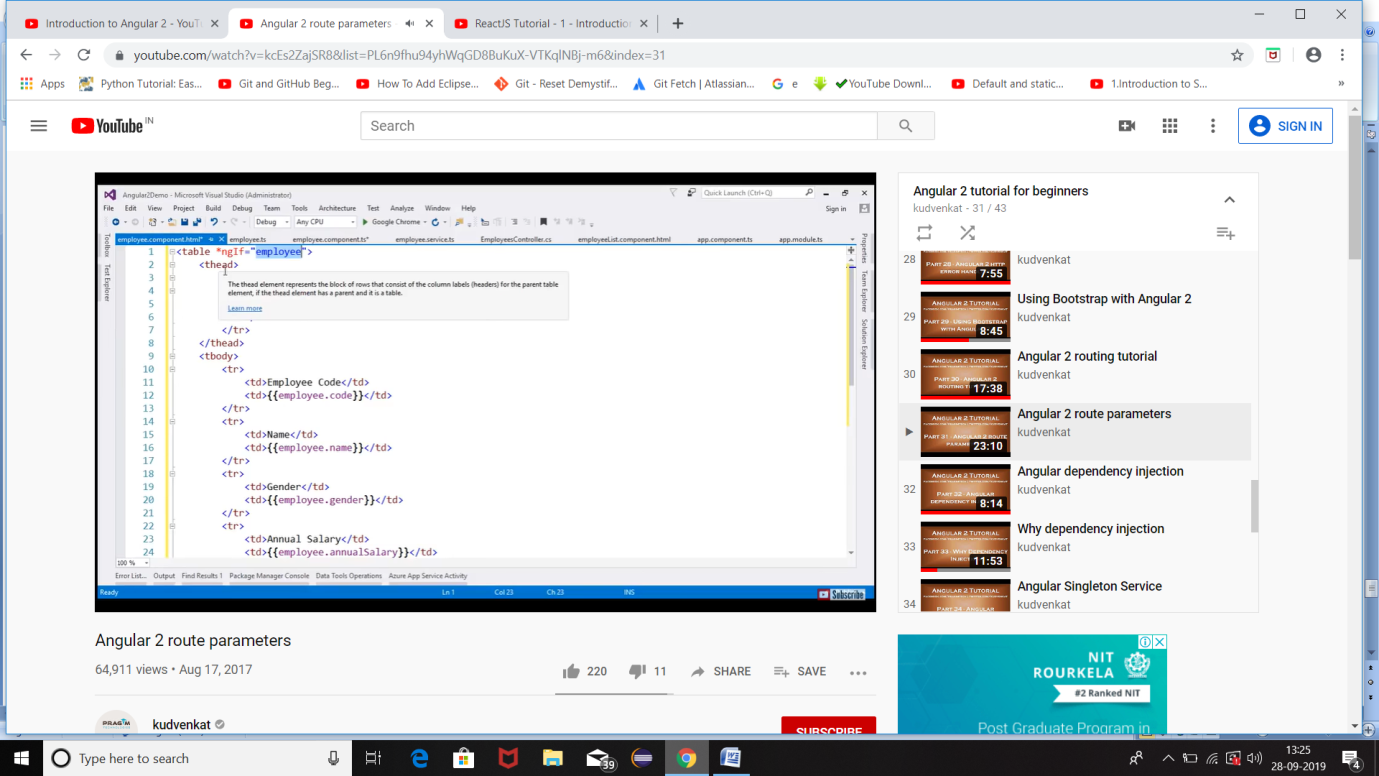 Introduction to Angular 2 - YouT
Angular 2 route parameters -
ReactJS Tutorial - 1 - Introduction
youtube.com/watch?v=kcEs2ZajSR8&list=PL6n9fhu94yhWqGD8BuKuX-VTKqlNBj-m6&index=31
Apps
Python Tutorial: Eas...
Git and GitHub Beg...
How To Add Eclipse...
Git - Reset Demystif...
Git Fetch | Atlassian...
e
YouTube Downl...
Default and static...
1.Introduction to S...
»
YouTube IN
Search
SIGN IN
Angular2Demo - Microsoft Visual Studio (Administrator)
Quick Launch (Ctrl+Q)
File Edit View Project Build Debug Team Tools Architecture Test Analyze Window Help
Sign in
Debug Any CPU Google Chrome
employee.component.html* employee.ts employee.component.ts* employee.service.ts EmployeesController.cs employeeList.component.html app.component.ts app.module.ts
Toolbox
Test Explorer
Properties
Team Explorer
Solution Explorer
1 <table *ngIf="employee">
2 <thead>
3
4
The thead element represents the block of rows that consist of the column labels (headers) for the parent table
element, if the thead element has a parent and it is a table.
Learn more
5
6
7 </tr>
8 </thead>
9 <tbody>
10 <tr>
11 <td>Employee Code</td>
12 <td>{{employee.code}}</td>
13 </tr>
14 <tr>
15 <td>Name</td>
16 <td>{{employee.name}}</td>
17 </tr>
18 <tr>
19 <td>Gender</td>
20 <td>{{employee.gender}}</td>
21 </tr>
22 <tr>
23 <td>Annual Salary</td>
24 <td>{{employee.annualSalary}}</td>
100 %
Error List... Output Find Results 1 Package Manager Console Data Tools Operations Azure App Service Activity
Ready Ln 1 Col 23 Ch 23 INS
Subscribe
Angular 2 route parameters
64,911 views • Aug 17, 2017
220
11
SHARE
SAVE
PRAGIM
kudvenkat
SUBSCRIBE
Angular 2 tutorial for beginners
kudvenkat - 31 / 43
28
7:55
kudvenkat
29
8:45
Using Bootstrap with Angular 2
kudvenkat
30
17:38
Angular 2 routing tutorial
kudvenkat
23:10
Angular 2 route parameters
kudvenkat
32
8:14
Angular dependency injection
kudvenkat
33
11:53
Why dependency injection
kudvenkat
34
Angular Singleton Service
kudvenkat
NIT
ROURKELA
#2 Ranked NIT
Post Graduate Program in
Type here to search
39
13:25
28-09-2019
4